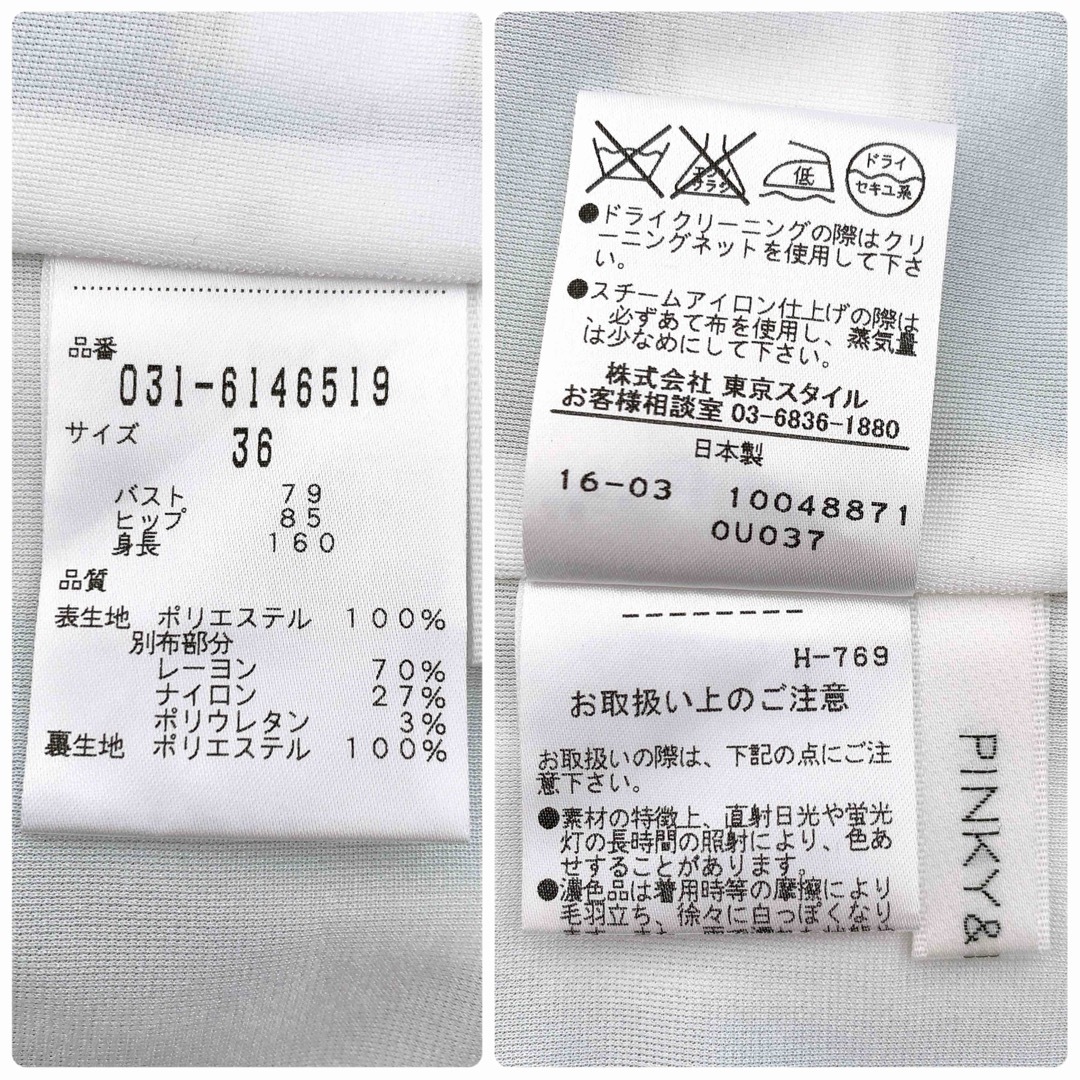 品番
031-6146519
サイズ
36
バスト 79
ヒップ 85
身長 160
品質
表生地 ポリエステル 100%
別布部分
レーヨン 70%
ナイロン 27%
ポリウレタン 3%
裏生地 ポリエステル 100%
エンソ
サラシ
低
ドライ
セキユ系
●ドライクリーニングの際はクリ
ーニングネットを使用して下さ
い。
●スチームアイロン仕上げの際は
、必ずあて布を使用し、蒸気量
は少なめにして下さい。
株式会社 東京スタイル
お客様相談室 03-6836-1880
日本製
16-03 10048871
0U037
--------
H-769
お取扱い上のご注意
お取扱いの際は、下記の点にご注
意下さい。
●素材の特徴上、直射日光や蛍光
灯の長時間の照射により、色あ
せすることがあります。
●濃色品は着用時等の摩擦により
毛羽立ち、徐々に白っぽくなり
PINKY &